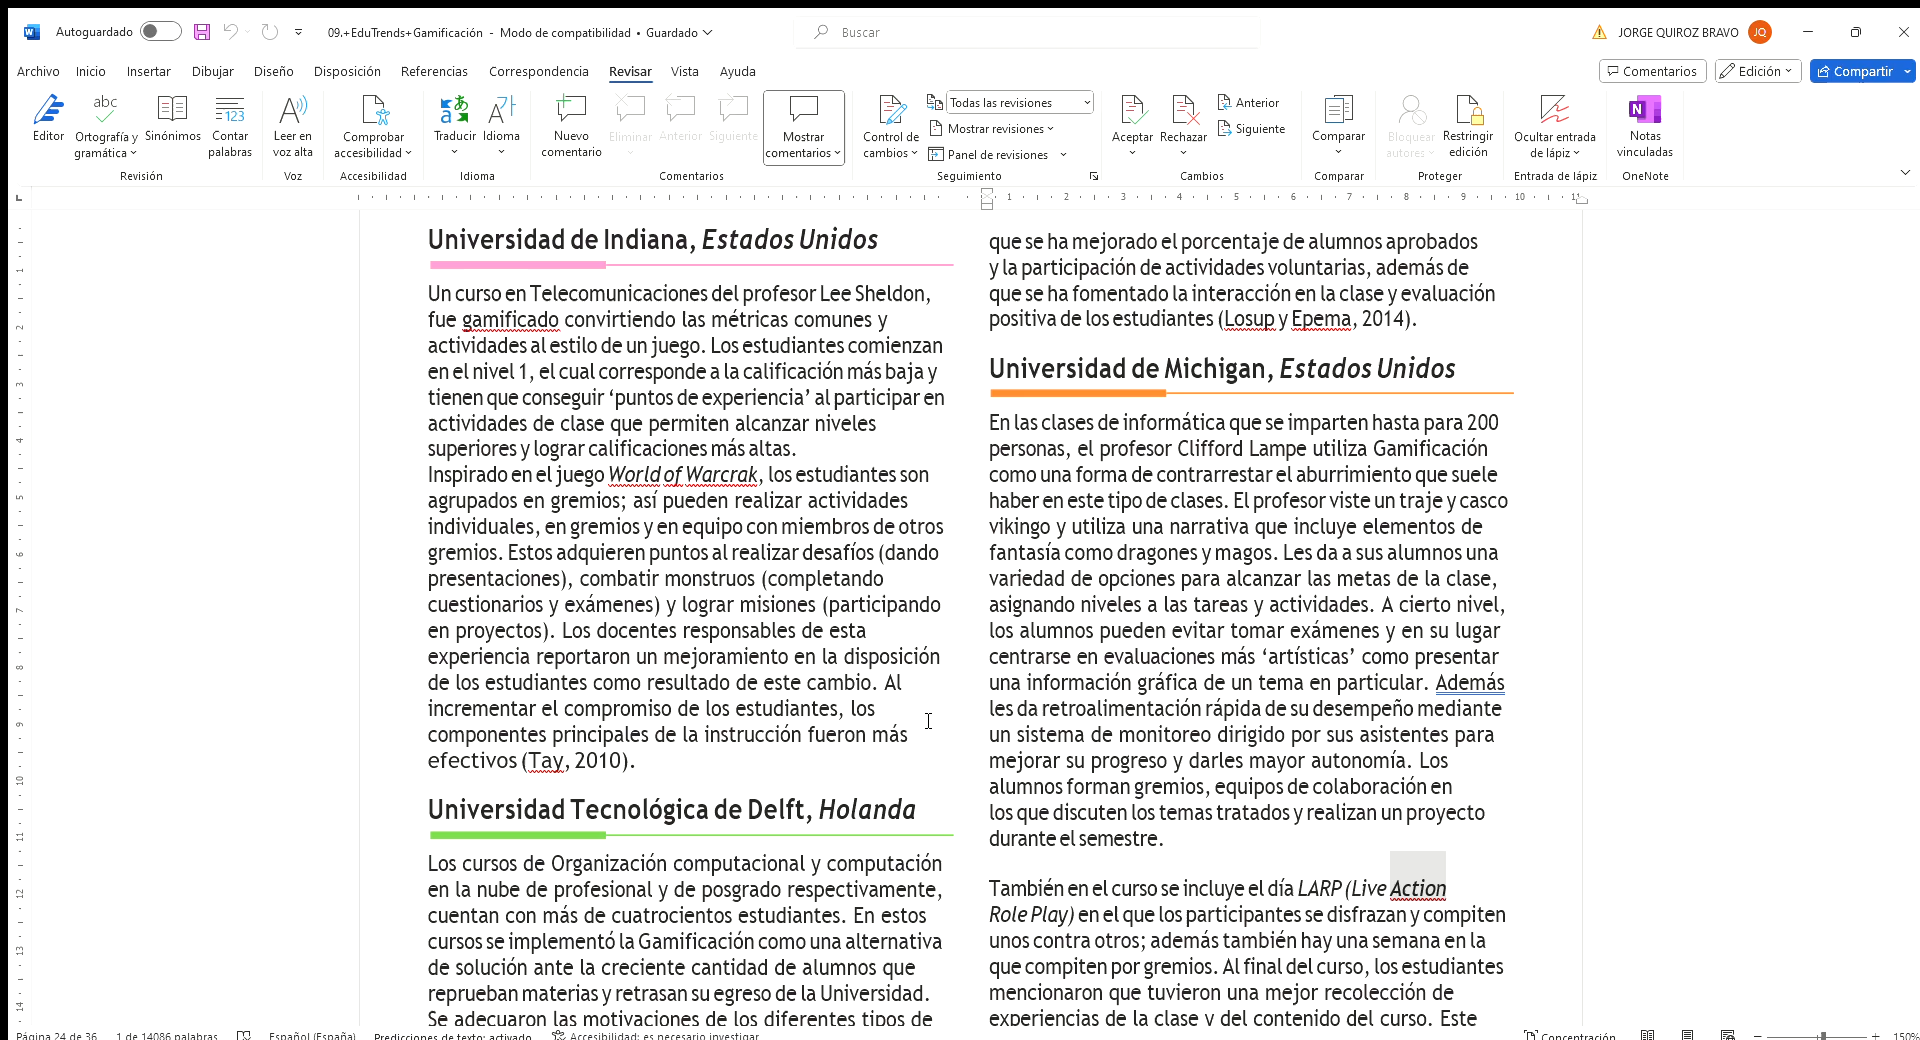 Autoguardado
09.+EduTrends+Gamificación - Modo de compatibilidad • Guardado
Buscar
JORGE QUIROZ BRAVO
JQ
Archivo Inicio Insertar Dibujar Diseño Disposición Referencias Correspondencia Revisar Vista Ayuda
Comentarios Edición Compartir
Editor
abc Ortografía y gramática
Sinónimos
123 Contar palabras
Revisión
Leer en voz alta
Voz
Comprobar accesibilidad
Accesibilidad
Traducir
Idioma
Idioma
Nuevo comentario
Eliminar
Anterior
Siguiente
Mostrar comentarios
Comentarios
Control de cambios
Todas las revisiones
Mostrar revisiones
Panel de revisiones
Seguimiento
Aceptar
Rechazar
Anterior
Siguiente
Cambios
Comparar
Comparar
Bloquear autores
Restringir edición
Proteger
Ocultar entrada de lápiz
Entrada de lápiz
N
Notas vinculadas
OneNote
1 2 3 4 5 6 7 8 9 10 11
1
2
3
4
5
6
7
8
9
10
11
12
13
14
Universidad de Indiana, Estados Unidos
Un curso en Telecomunicaciones del profesor Lee Sheldon,
fue gamificado convirtiendo las métricas comunes y
actividades al estilo de un juego. Los estudiantes comienzan
en el nivel 1, el cual corresponde a la calificación más baja y
tienen que conseguir ‘puntos de experiencia’ al participar en
actividades de clase que permiten alcanzar niveles
superiores y lograr calificaciones más altas.
Inspirado en el juego World of Warcrak, los estudiantes son
agrupados en gremios; así pueden realizar actividades
individuales, en gremios y en equipo con miembros de otros
gremios. Estos adquieren puntos al realizar desafíos (dando
presentaciones), combatir monstruos (completando
cuestionarios y exámenes) y lograr misiones (participando
en proyectos). Los docentes responsables de esta
experiencia reportaron un mejoramiento en la disposición
de los estudiantes como resultado de este cambio. Al
incrementar el compromiso de los estudiantes, los
componentes principales de la instrucción fueron más
efectivos (Tay, 2010).
Universidad Tecnológica de Delft, Holanda
Los cursos de Organización computacional y computación
en la nube de profesional y de posgrado respectivamente,
cuentan con más de cuatrocientos estudiantes. En estos
cursos se implementó la Gamificación como una alternativa
de solución ante la creciente cantidad de alumnos que
reprueban materias y retrasan su egreso de la Universidad.
Se adecuaron las motivaciones de los diferentes tipos de
que se ha mejorado el porcentaje de alumnos aprobados
y la participación de actividades voluntarias, además de
que se ha fomentado la interacción en la clase y evaluación
positiva de los estudiantes (Losup y Epema, 2014).
Universidad de Michigan, Estados Unidos
En las clases de informática que se imparten hasta para 200
personas, el profesor Clifford Lampe utiliza Gamificación
como una forma de contrarrestar el aburrimiento que suele
haber en este tipo de clases. El profesor viste un traje y casco
vikingo y utiliza una narrativa que incluye elementos de
fantasía como dragones y magos. Les da a sus alumnos una
variedad de opciones para alcanzar las metas de la clase,
asignando niveles a las tareas y actividades. A cierto nivel,
los alumnos pueden evitar tomar exámenes y en su lugar
centrarse en evaluaciones más ‘artísticas’ como presentar
una información gráfica de un tema en particular. Además
les da retroalimentación rápida de su desempeño mediante
un sistema de monitoreo dirigido por sus asistentes para
mejorar su progreso y darles mayor autonomía. Los
alumnos forman gremios, equipos de colaboración en
los que discuten los temas tratados y realizan un proyecto
durante el semestre.
También en el curso se incluye el día LARP (Live Action
Role Play) en el que los participantes se disfrazan y compiten
unos contra otros; además también hay una semana en la
que compiten por gremios. Al final del curso, los estudiantes
mencionaron que tuvieron una mejor recolección de
experiencias de la clase y del contenido del curso. Este
Página 24 de 36 1 de 14086 palabras Español (España) Predicciones de texto: activado Accesibilidad: es necesario investigar Concentración 150%